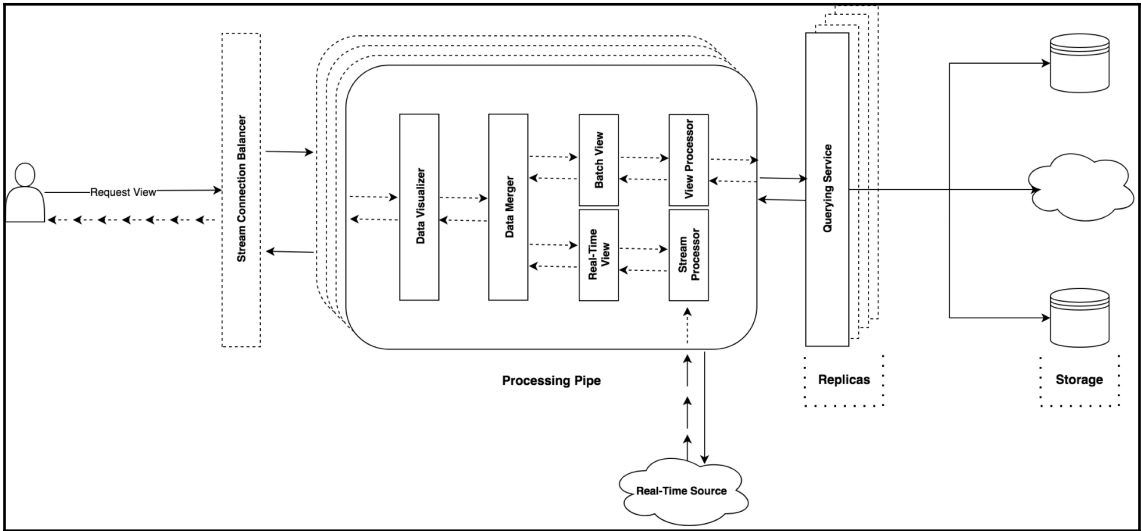 Request View
Stream Connection Balancer
Data Visualizer
Data Merger
Batch View
View Processor
Real-Time
View
Stream
Processor
Querying Service
Processing Pipe
Replicas
Storage
Real-Time Source